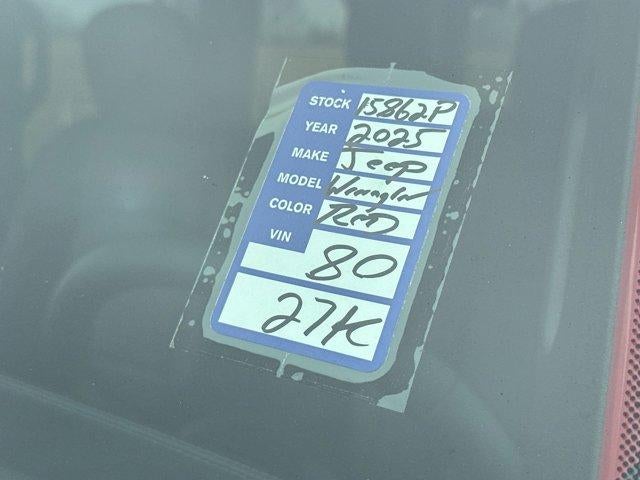 STOCK 15862P
YEAR 2025
MAKE Jeep
MODEL Wrangler
COLOR RED
VIN 80
27K